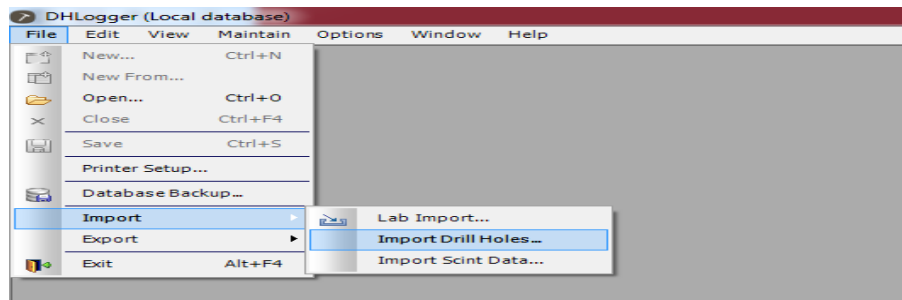 DHLogger (Local database)
File Edit View Maintain Options Window Help
New... Ctrl+N
New From...
Open... Ctrl+O
Close Ctrl+F4
Save Ctrl+S
Printer Setup...
Database Backup...
Import
Lab Import...
Export
Import Drill Holes...
Exit Alt+F4
Import Scint Data...